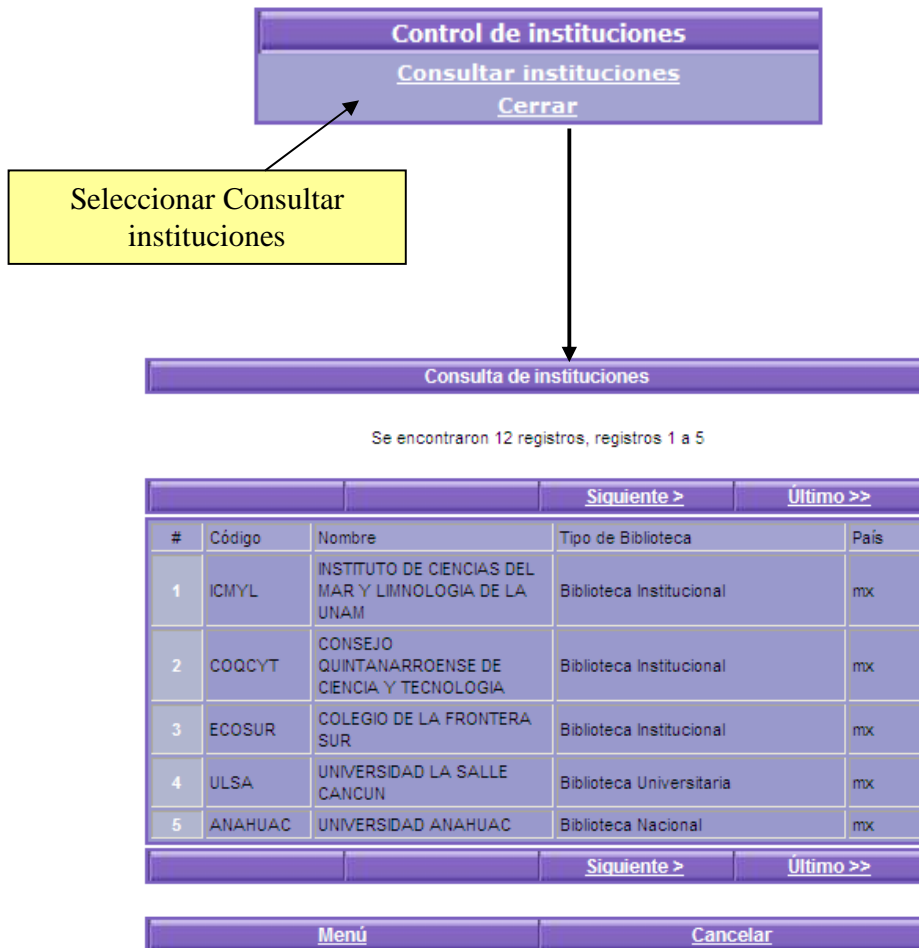 Control de instituciones
Consultar instituciones
Cerrar
Seleccionar Consultar
instituciones
Consulta de instituciones
Se encontraron 12 registros, registros 1 a 5
Siguiente > Último >>
# Código Nombre Tipo de Biblioteca País
1 ICMYL INSTITUTO DE CIENCIAS DEL MAR Y LIMNOLOGIA DE LA UNAM Biblioteca Institucional mx
2 COQCYT CONSEJO QUINTANARROENSE DE CIENCIA Y TECNOLOGIA Biblioteca Institucional mx
3 ECOSUR COLEGIO DE LA FRONTERA SUR Biblioteca Institucional mx
4 ULSA UNIVERSIDAD LA SALLE CANCUN Biblioteca Universitaria mx
5 ANAHUAC UNIVERSIDAD ANAHUAC Biblioteca Nacional mx
Siguiente > Último >>
Menú Cancelar